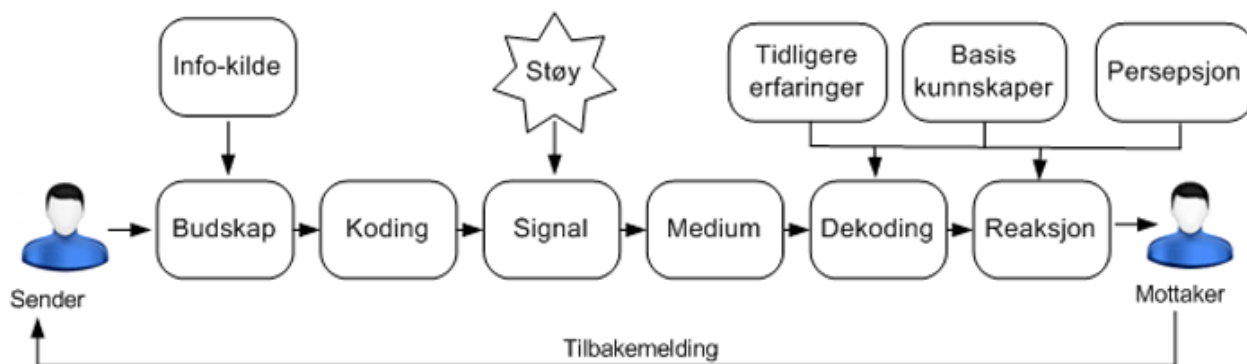 Info-kilde
Støy
Tidligere
erfaringer
Basis
kunnskaper
Persepsjon
Budskap
Koding
Signal
Medium
Dekoding
Reaksjon
Sender
Mottaker
Tilbakemelding